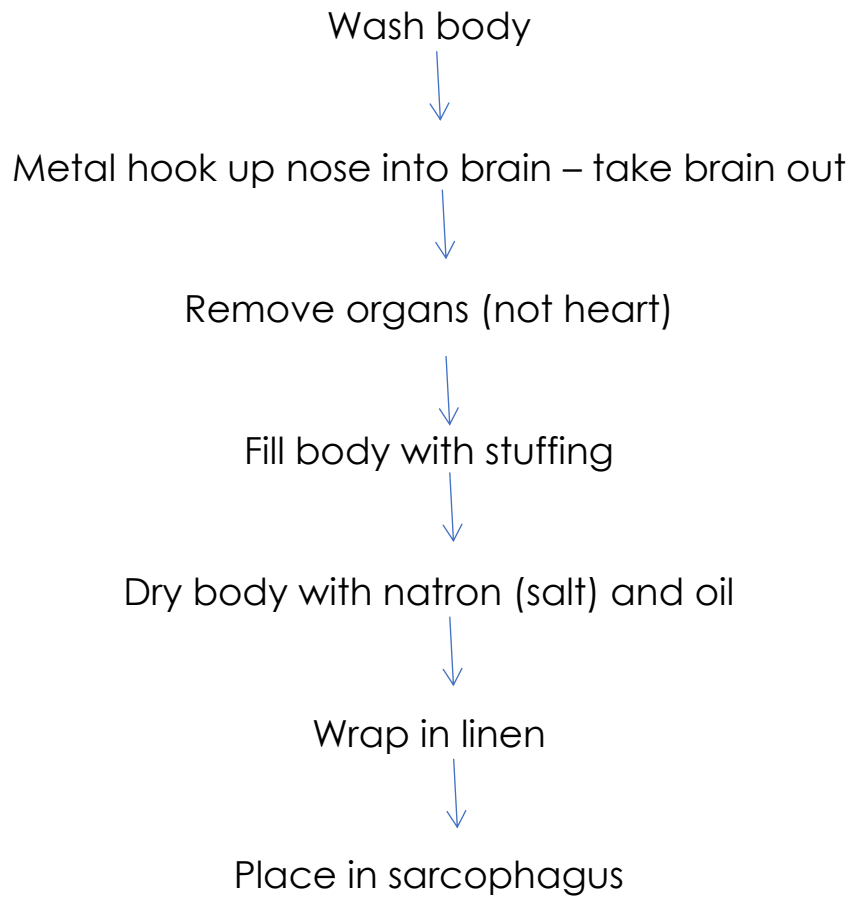 Wash body
Metal hook up nose into brain – take brain out
Remove organs (not heart)
Fill body with stuffing
Dry body with natron (salt) and oil
Wrap in linen
Place in sarcophagus